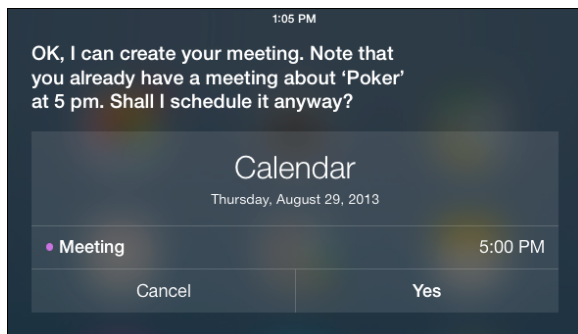 1:05 PM
OK, I can create your meeting. Note that
you already have a meeting about ‘Poker’
at 5 pm. Shall I schedule it anyway?
Calendar
Thursday, August 29, 2013
Meeting 5:00 PM
Cancel Yes